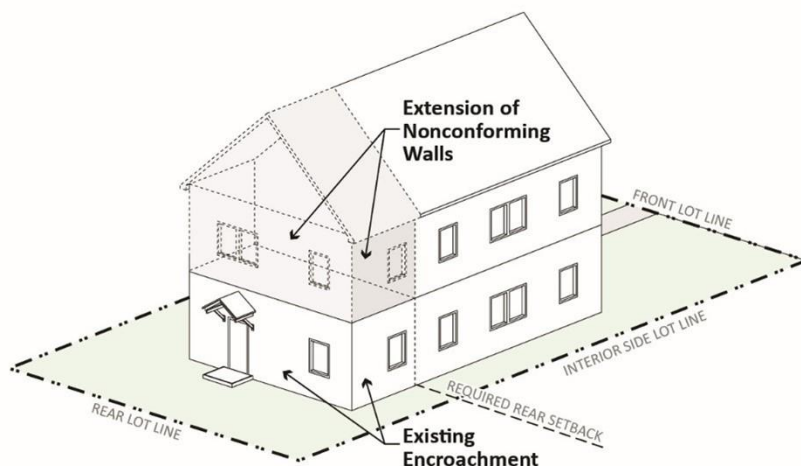 Extension of
Nonconforming
Walls
FRONT LOT LINE
INTERIOR SIDE LOT LINE
REQUIRED REAR SETBACK
REAR LOT LINE
Existing
Encroachment